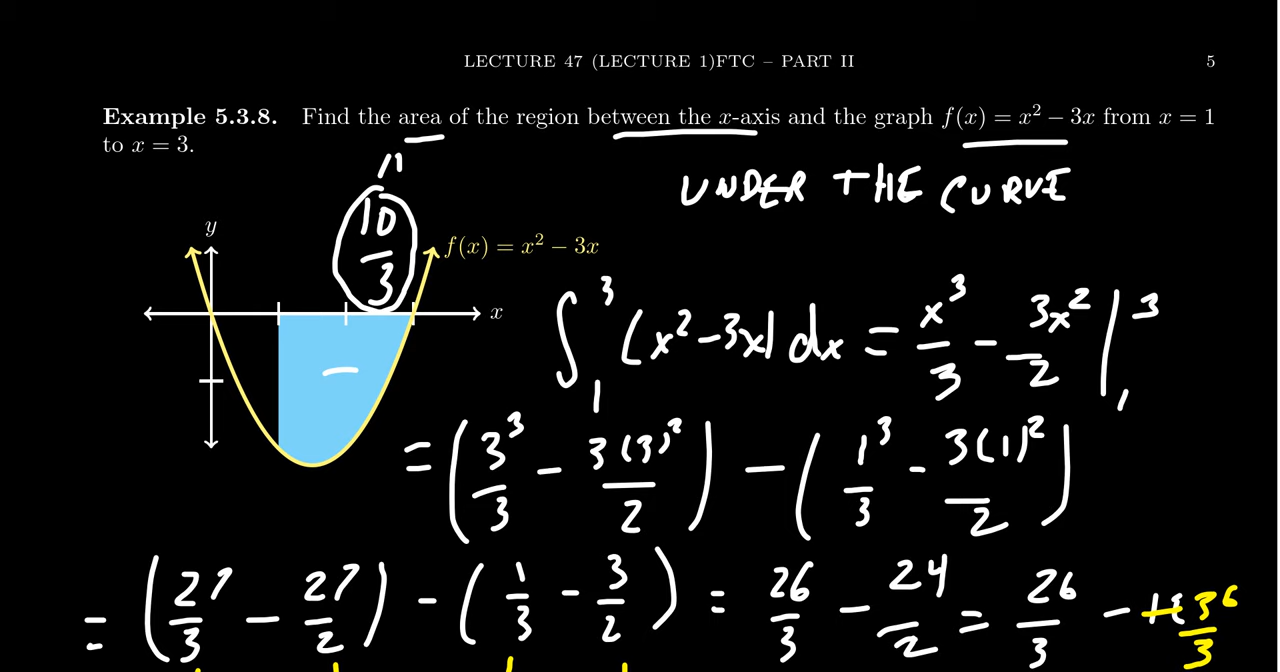 LECTURE 47 (LECTURE 1)FTC – PART II 5
Example 5.3.8. Find the area of the region between the x-axis and the graph f(x) = x² − 3x from x = 1
to x = 3.
UNDER THE CURVE
10/3
y
f(x) = x² − 3x
x
∫₁³ (x² − 3x) dx = x³/3 − 3x²/2 |₁³
−
= (3³/3 − 3(3)²/2) − (1³/3 − 3(1)²/2)
= (27/3 − 27/2) − (1/3 − 3/2) = 26/3 − 24/2 = 26/3 − 36/3